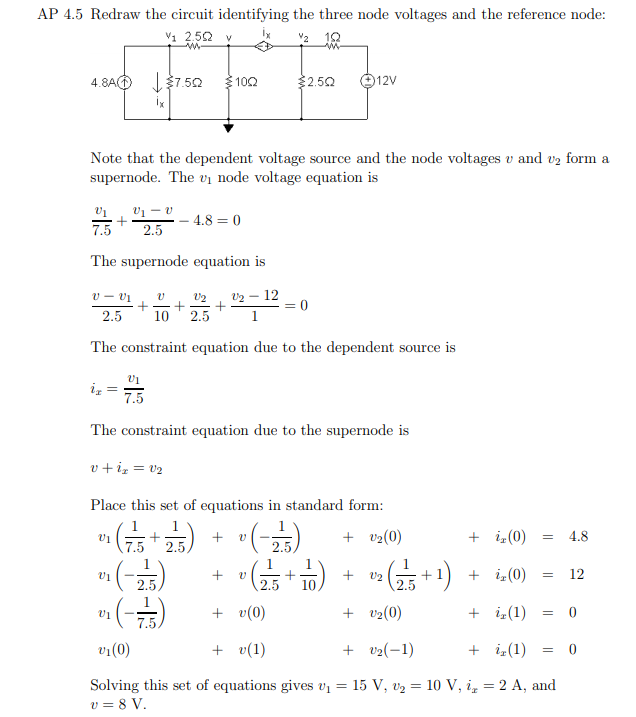 AP 4.5 Redraw the circuit identifying the three node voltages and the reference node:
v₁ 2.5Ω v iₓ v₂ 1Ω
4.8A 7.5Ω 10Ω 2.5Ω 12V
iₓ
Note that the dependent voltage source and the node voltages v and v₂ form a
supernode. The v₁ node voltage equation is
v₁/7.5 + (v₁ − v)/2.5 − 4.8 = 0
The supernode equation is
(v − v₁)/2.5 + v/10 + v₂/2.5 + (v₂ − 12)/1 = 0
The constraint equation due to the dependent source is
iₓ = v₁/7.5
The constraint equation due to the supernode is
v + iₓ = v₂
Place this set of equations in standard form:
v₁(1/7.5 + 1/2.5) + v(−1/2.5) + v₂(0) + iₓ(0) = 4.8
v₁(−1/2.5) + v(1/2.5 + 1/10) + v₂(1/2.5 + 1) + iₓ(0) = 12
v₁(−1/7.5) + v(0) + v₂(0) + iₓ(1) = 0
v₁(0) + v(1) + v₂(−1) + iₓ(1) = 0
Solving this set of equations gives v₁ = 15 V, v₂ = 10 V, iₓ = 2 A, and
v = 8 V.